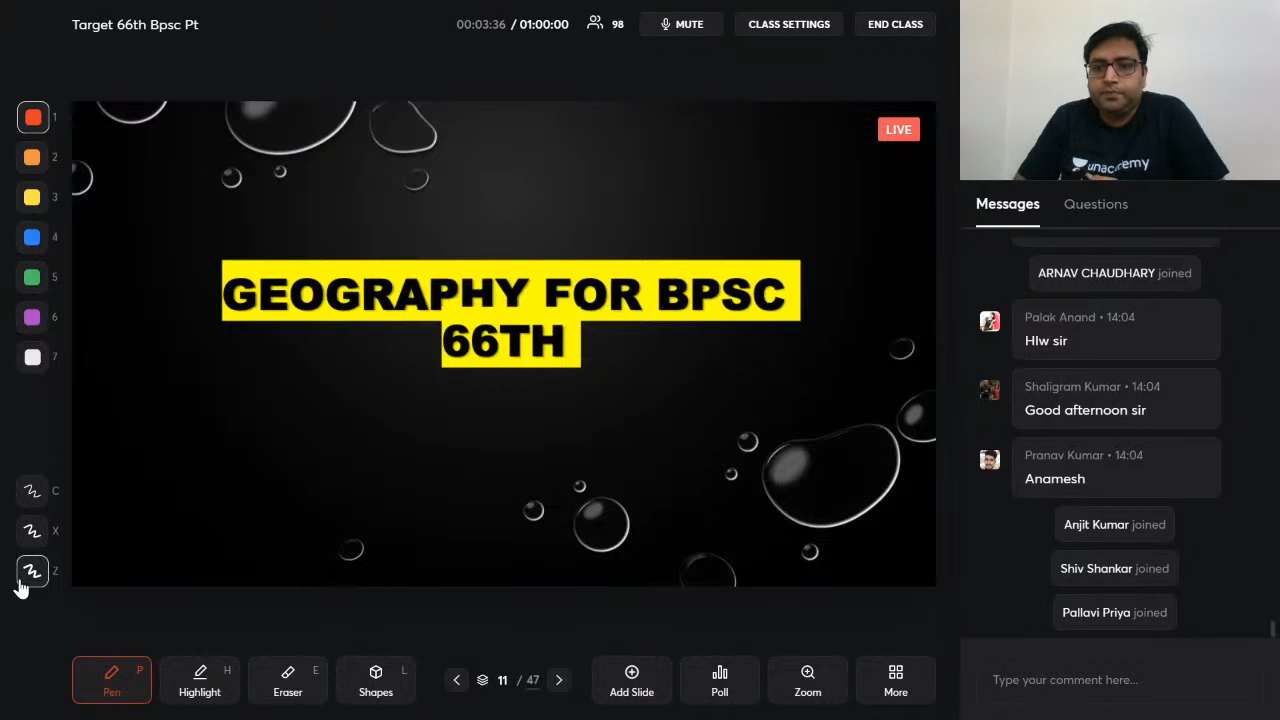 Target 66th Bpsc Pt
00:03:36 / 01:00:00
98
MUTE
CLASS SETTINGS
END CLASS
1
2
3
4
5
6
7
C
X
Z
LIVE
GEOGRAPHY FOR BPSC
66TH
unacademy
Messages
Questions
ARNAV CHAUDHARY joined
Palak Anand • 14:04
Hlw sir
Shaligram Kumar • 14:04
Good afternoon sir
Pranav Kumar • 14:04
Anamesh
Anjit Kumar joined
Shiv Shankar joined
Pallavi Priya joined
Type your comment here...
P
Pen
H
Highlight
E
Eraser
L
Shapes
11 / 47
Add Slide
Poll
Zoom
More